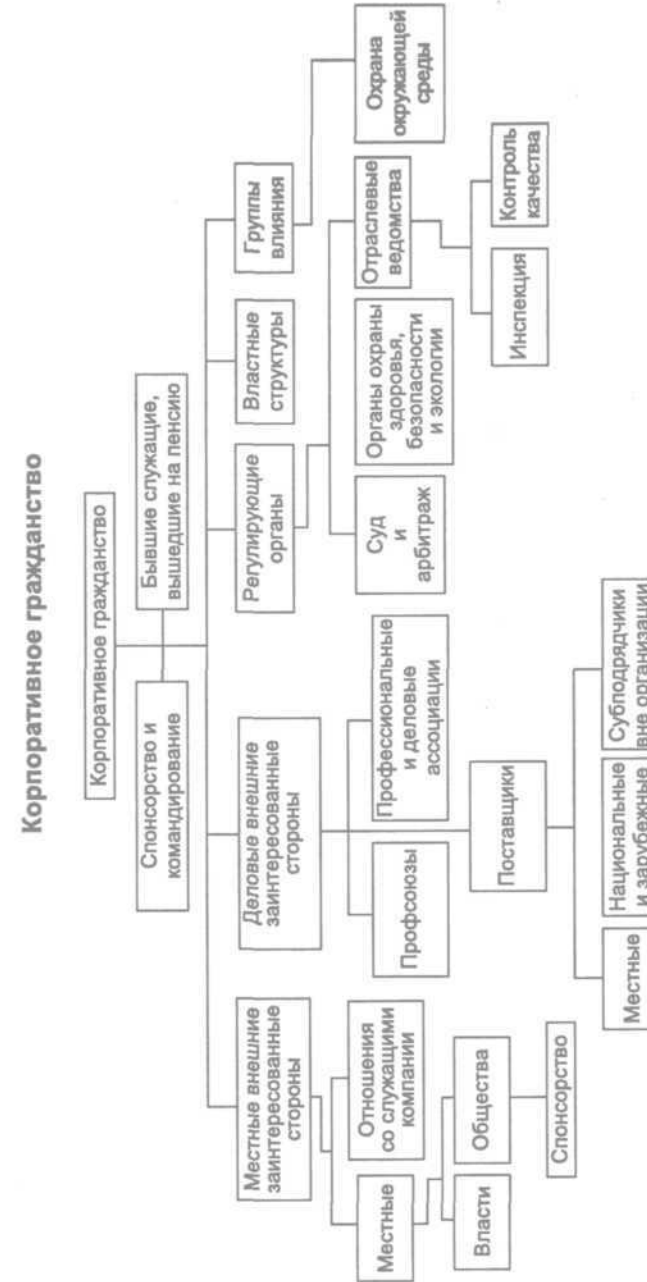 Корпоративное гражданство
Корпоративное гражданство
Спонсорство и
командирование
Бывшие служащие,
вышедшие на пенсию
Местные внешние
заинтересованные
стороны
Деловые внешние
заинтересованные
стороны
Регулирующие
органы
Властные
структуры
Группы
влияния
Местные
Отношения
со служащими
компании
Профсоюзы
Профессиональные
и деловые
ассоциации
Суд
и
арбитраж
Органы охраны
здоровья,
безопасности
и экологии
Отраслевые
ведомства
Охрана
окружающей
среды
Власти
Общества
Поставщики
Инспекция
Контроль
качества
Спонсорство
Местные
Национальные
и зарубежные
Субподрядчики
вне организации